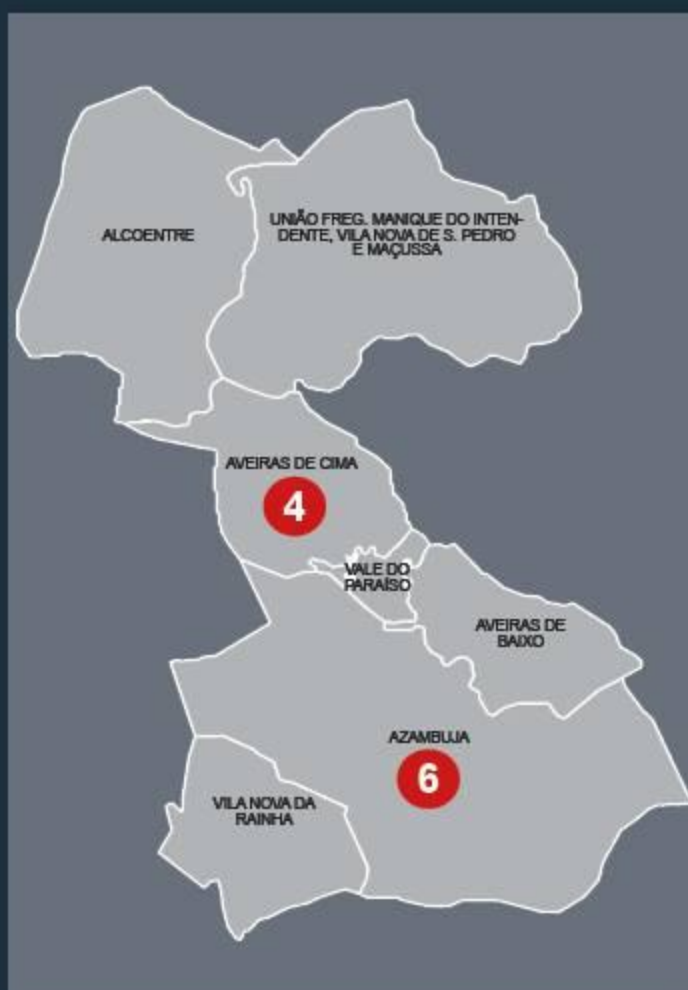 ALCOENTRE
UNIÃO FREG. MANIQUE DO INTEN-
DENTE, VILA NOVA DE S. PEDRO
E MAÇUSSA
AVEIRAS DE CIMA
4
VALE DO
PARAÍSO
AVEIRAS DE
BAIXO
AZAMBUJA
6
VILA NOVA DA
RAINHA